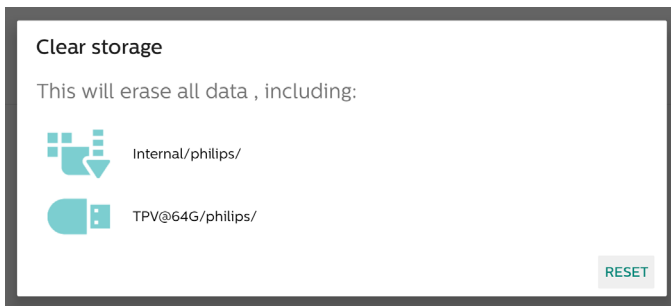 Clear storage
This will erase all data , including:
Internal/philips/
TPV@64G/philips/
RESET